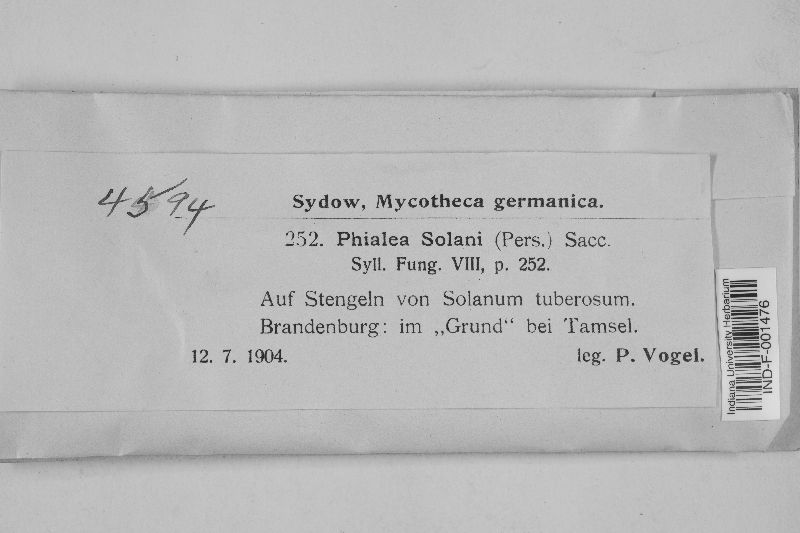 4594
Sydow, Mycotheca germanica.
252. Phialea Solani (Pers.) Sacc.
Syll. Fung. VIII, p. 252.
Auf Stengeln von Solanum tuberosum.
Brandenburg: im „Grund“ bei Tamsel.
12. 7. 1904. leg. P. Vogel.
Indiana University Herbarium
IND-F-001476